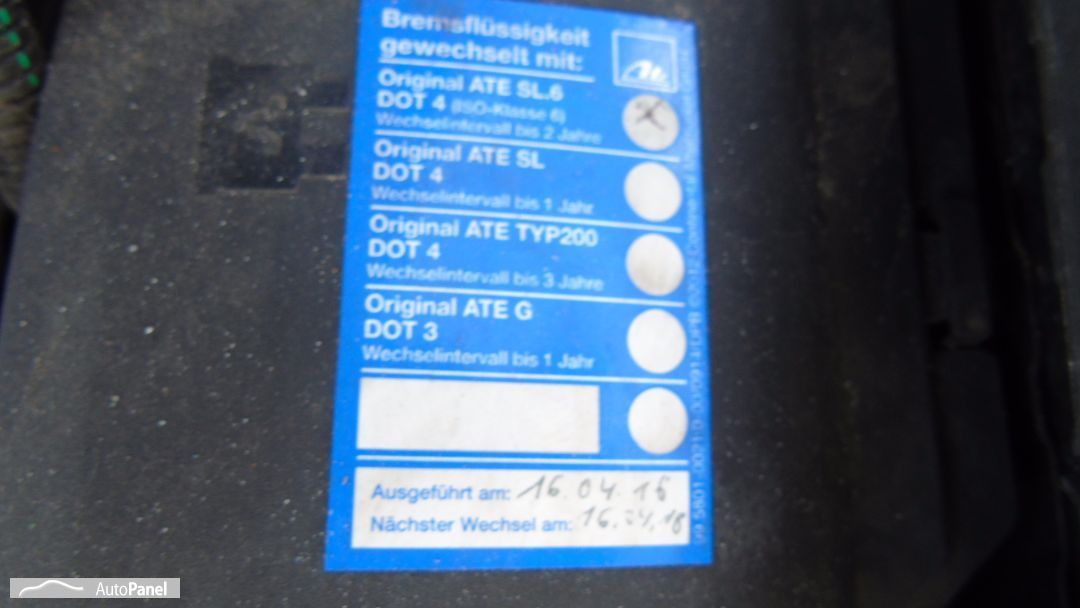 Bremsflüssigkeit
gewechselt mit:
ATE
Original ATE SL.6
DOT 4 (ISO-Klasse 6)
Wechselintervall bis 2 Jahre
Original ATE SL
DOT 4
Wechselintervall bis 1 Jahr
Original ATE TYP200
DOT 4
Wechselintervall bis 3 Jahre
Original ATE G
DOT 3
Wechselintervall bis 1 Jahr
Ausgeführt am: 16.04.16
Nächster Wechsel am: 16.04.18
AutoPanel